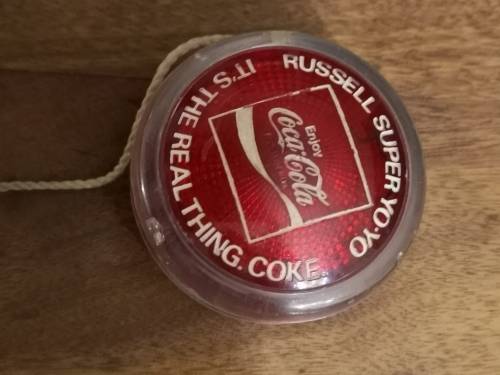 RUSSELL SUPER YO-YO
IT'S THE REAL THING. COKE.
Enjoy
Coca-Cola